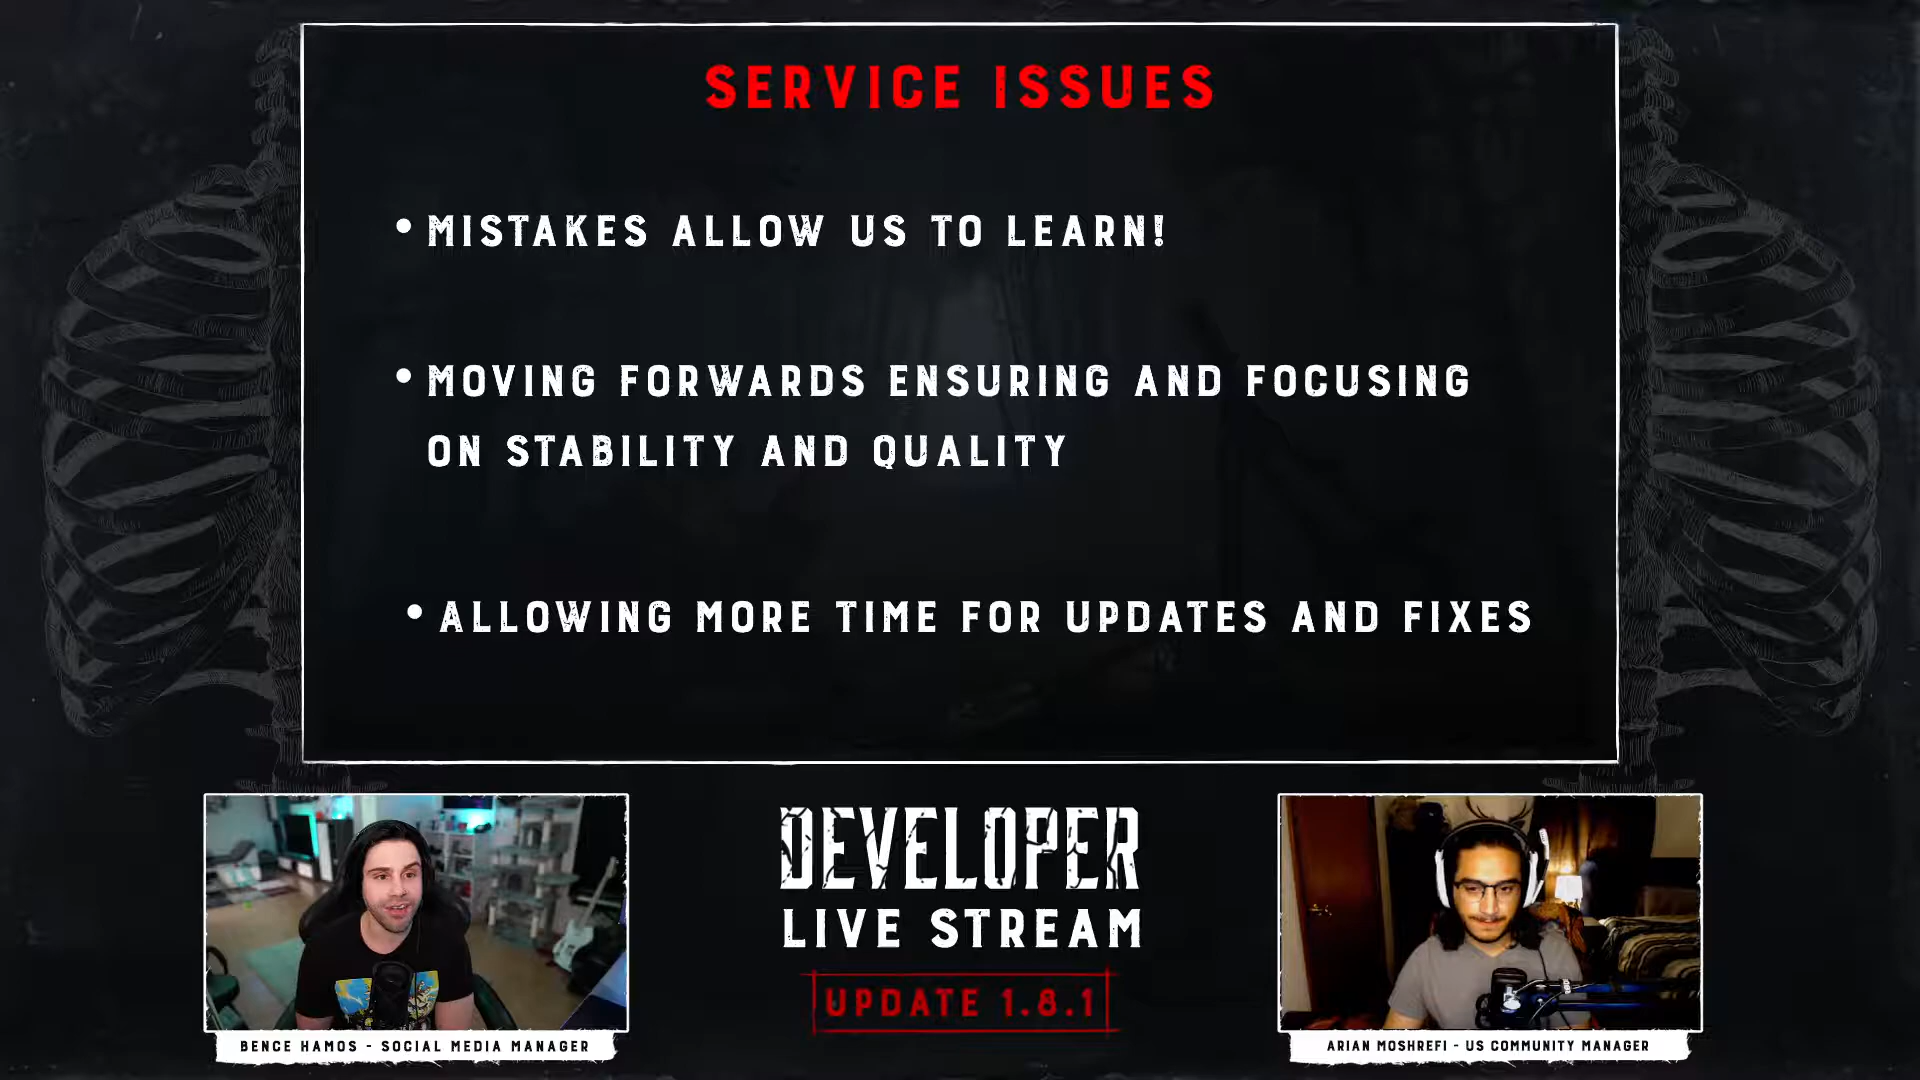 SERVICE ISSUES
• MISTAKES ALLOW US TO LEARN!
• MOVING FORWARDS ENSURING AND FOCUSING
ON STABILITY AND QUALITY
• ALLOWING MORE TIME FOR UPDATES AND FIXES
DEVELOPER
LIVE STREAM
UPDATE 1.8.1
BENCE HAMOS - SOCIAL MEDIA MANAGER
ARIAN MOSHREFI - US COMMUNITY MANAGER